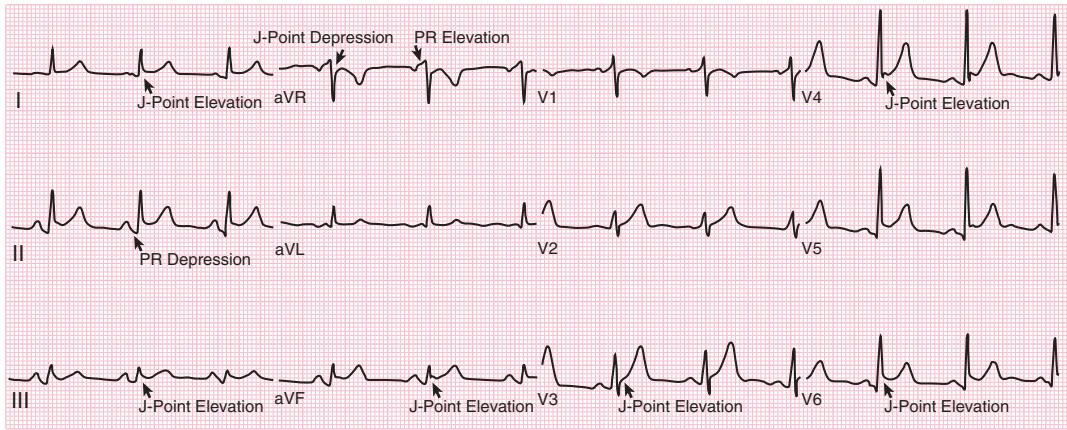 J-Point Depression PR Elevation
I J-Point Elevation aVR V1 V4 J-Point Elevation
II PR Depression aVL V2 V5
III J-Point Elevation aVF J-Point Elevation V3 J-Point Elevation V6 J-Point Elevation